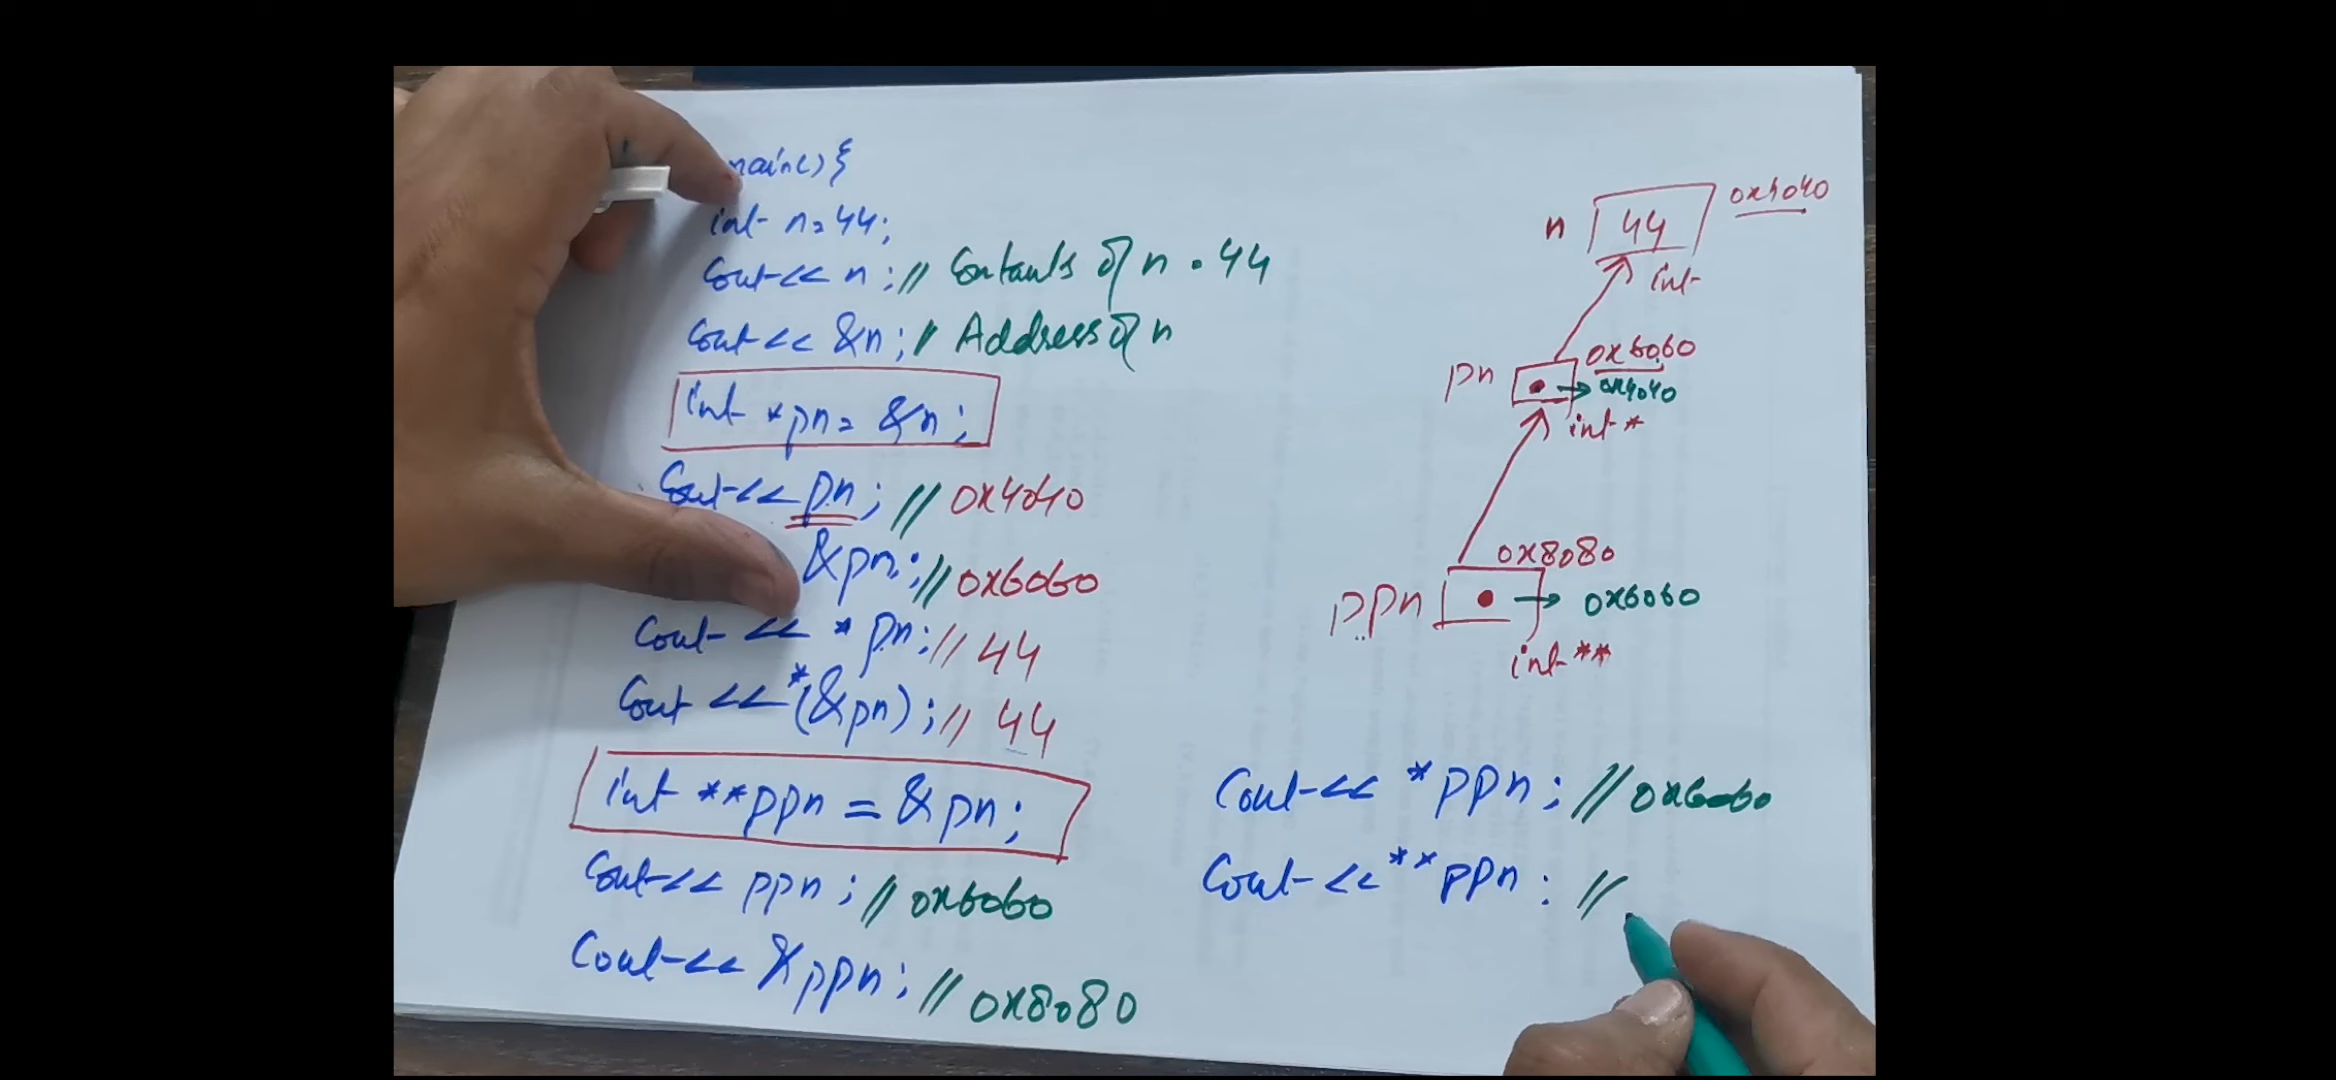 main() {
int n = 44;
Cout << n ; // Contants of n . 44
Cout << &n ; // Address of n
int *pn = &n ;
Cout << pn ; // 0x4040
&pn ; // 0x6060
Cout << *pn ; // 44
Cout << *(&pn) ; // 44
int **ppn = &pn ;
Cout << ppn ; // 0x6060
Cout << &ppn ; // 0x8080
n 44 0x4040
int
pn 0x6060
→ 0x4040
int *
0x8080
ppn → 0x6060
int **
Cout << *ppn ; // 0x6060
Cout << **ppn : //